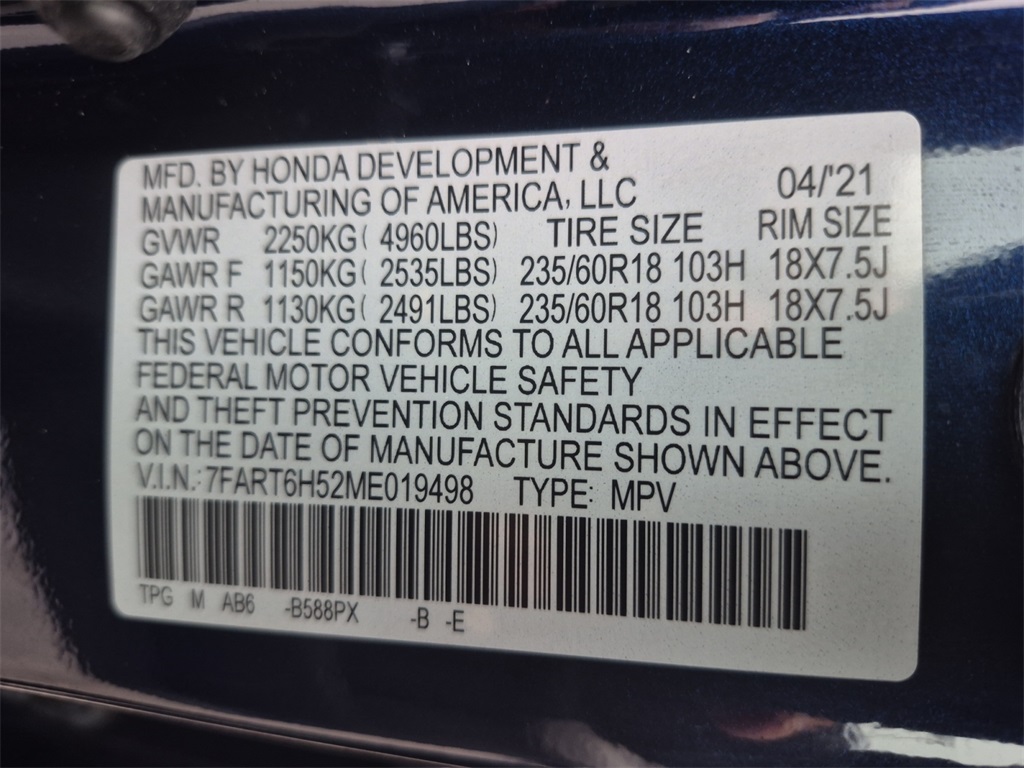 MFD. BY HONDA DEVELOPMENT &
MANUFACTURING OF AMERICA, LLC 04/'21
GVWR 2250KG( 4960LBS) TIRE SIZE RIM SIZE
GAWR F 1150KG( 2535LBS) 235/60R18 103H 18X7.5J
GAWR R 1130KG( 2491LBS) 235/60R18 103H 18X7.5J
THIS VEHICLE CONFORMS TO ALL APPLICABLE
FEDERAL MOTOR VEHICLE SAFETY
AND THEFT PREVENTION STANDARDS IN EFFECT
ON THE DATE OF MANUFACTURE SHOWN ABOVE.
V.I.N.: 7FART6H52ME019498 TYPE: MPV
TPG M AB6 -B588PX -B -E